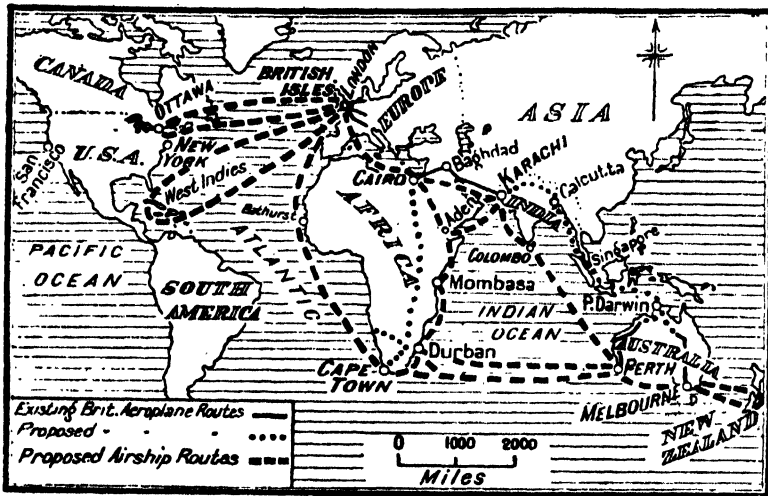 CANADA
OTTAWA
BRITISH
ISLES
LONDON
EUROPE
ASIA
U.S.A.
NEW
YORK
San
Francisco
West Indies
Baghdad
KARACHI
CAIRO
INDIA
Calcutta
AFRICA
Aden
Bathurst
COLOMBO
Singapore
PACIFIC
OCEAN
ATLANTIC
SOUTH
AMERICA
Mombasa
INDIAN
OCEAN
P. Darwin
AUSTRALIA
Durban
PERTH
CAPE
TOWN
MELBOURNE
NEW
ZEALAND
Existing Brit. Aeroplane Routes
Proposed - - -
Proposed Airship Routes
0 1000 2000
Miles